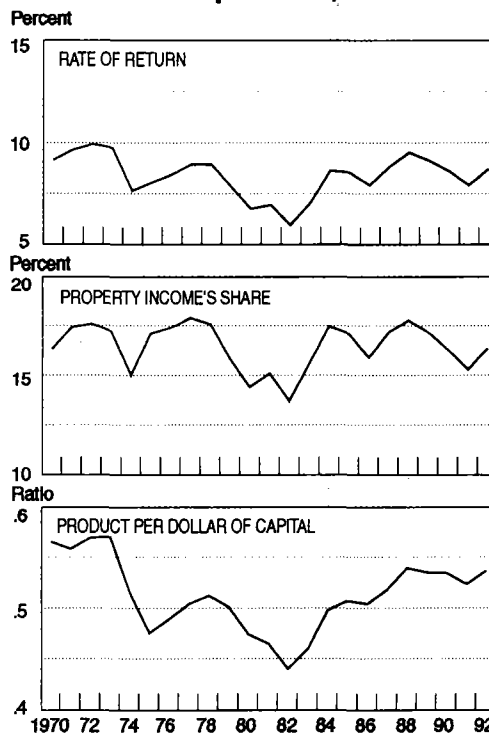 Percent
15
RATE OF RETURN
10
5
Percent
20
PROPERTY INCOME'S SHARE
15
10
Ratio
.6
PRODUCT PER DOLLAR OF CAPITAL
.5
.4
1970 72 74 76 78 80 82 84 86 88 90 92